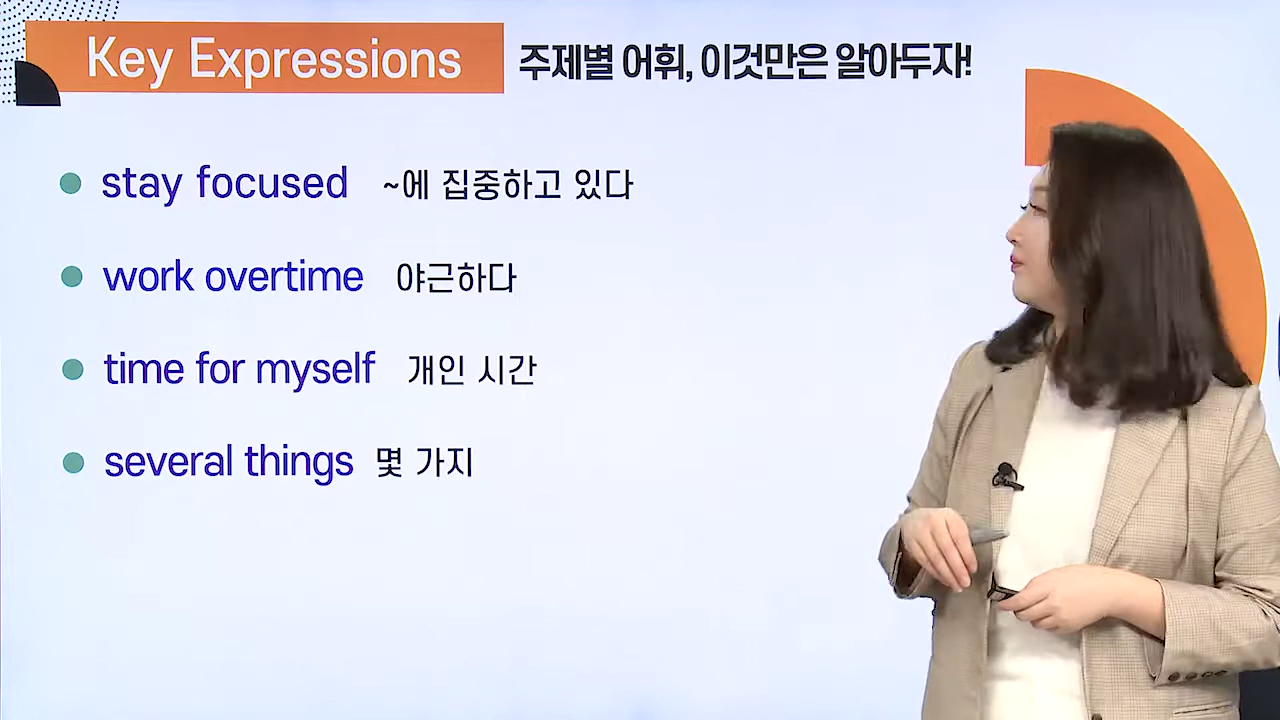 Key Expressions 주제별 어휘, 이것만은 알아두자!
stay focused ~에 집중하고 있다
work overtime 야근하다
time for myself 개인 시간
several things 몇 가지